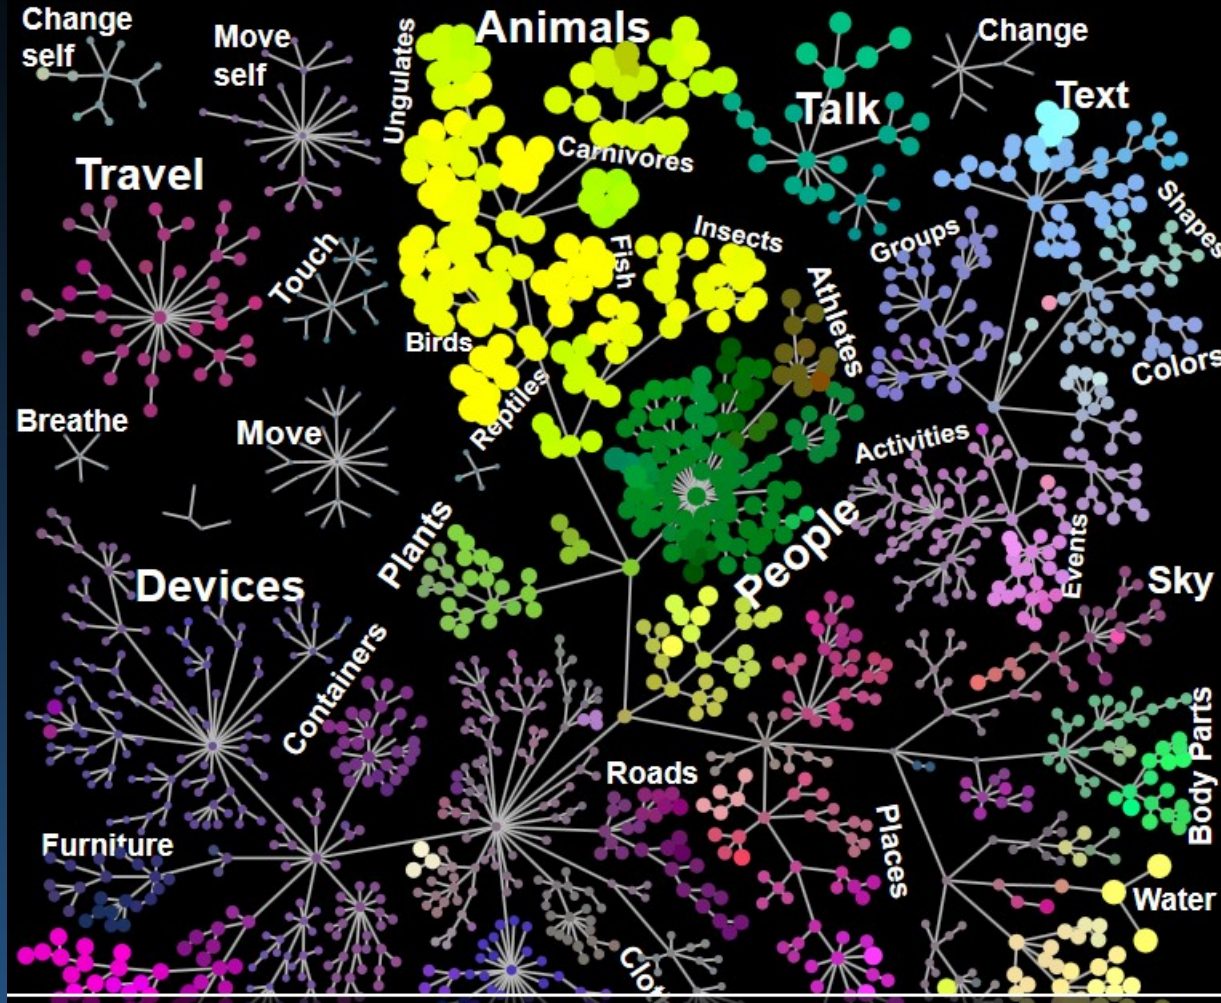 Change
self
Move
self
Ungulates
Animals
Change
Talk
Text
Carnivores
Travel
Shapes
Touch
Fish
Insects
Groups
Athletes
Birds
Reptiles
Colors
Breathe
Move
Activities
Plants
People
Events
Devices
Sky
Containers
Body Parts
Roads
Places
Furniture
Water